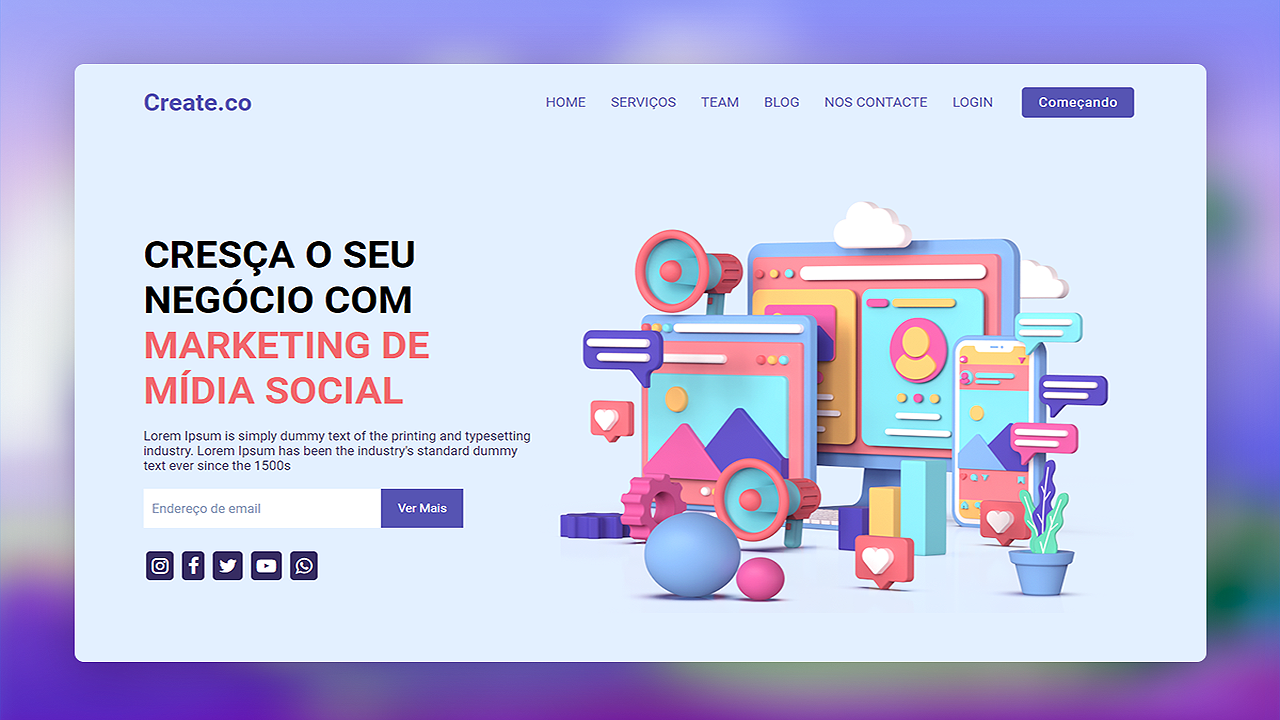 Create.co
HOME SERVIÇOS TEAM BLOG NOS CONTACTE LOGIN Começando
CRESÇA O SEU
NEGÓCIO COM
MARKETING DE
MÍDIA SOCIAL
Lorem Ipsum is simply dummy text of the printing and typesetting
industry. Lorem Ipsum has been the industry's standard dummy
text ever since the 1500s
Endereço de email Ver Mais